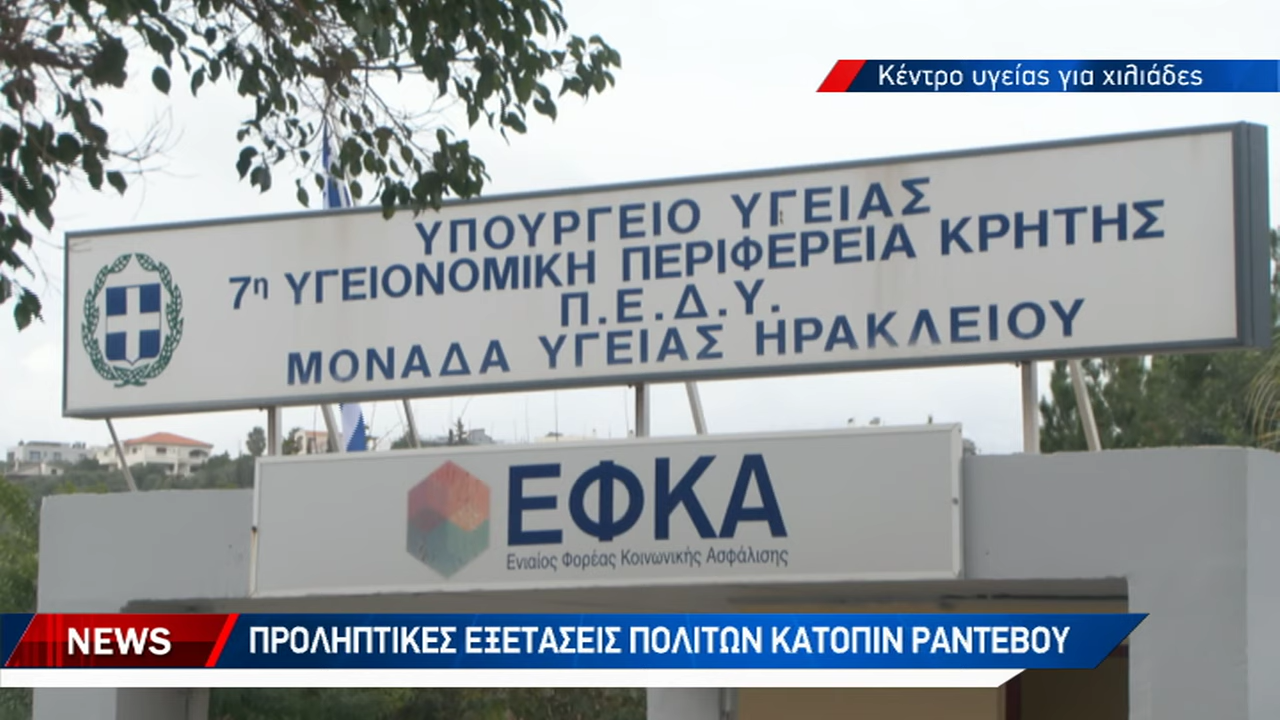 Κέντρο υγείας για χιλιάδες
ΥΠΟΥΡΓΕΙΟ ΥΓΕΙΑΣ
7η ΥΓΕΙΟΝΟΜΙΚΗ ΠΕΡΙΦΕΡΕΙΑ ΚΡΗΤΗΣ
Π.Ε.Δ.Υ.
ΜΟΝΑΔΑ ΥΓΕΙΑΣ ΗΡΑΚΛΕΙΟΥ
ΕΦΚΑ
Ενιαίος Φορέας Κοινωνικής Ασφάλισης
NEWS ΠΡΟΛΗΠΤΙΚΕΣ ΕΞΕΤΑΣΕΙΣ ΠΟΛΙΤΩΝ ΚΑΤΟΠΙΝ ΡΑΝΤΕΒΟΥ